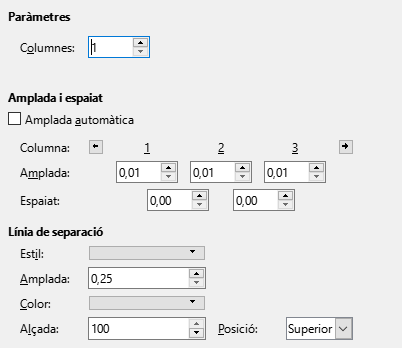 Paràmetres
Columnes: 1
Amplada i espaiat
Amplada automàtica
Columna: 1 2 3
Amplada: 0,01 0,01 0,01
Espaiat: 0,00 0,00
Línia de separació
Estil:
Amplada: 0,25
Color:
Alçada: 100 Posició: Superior